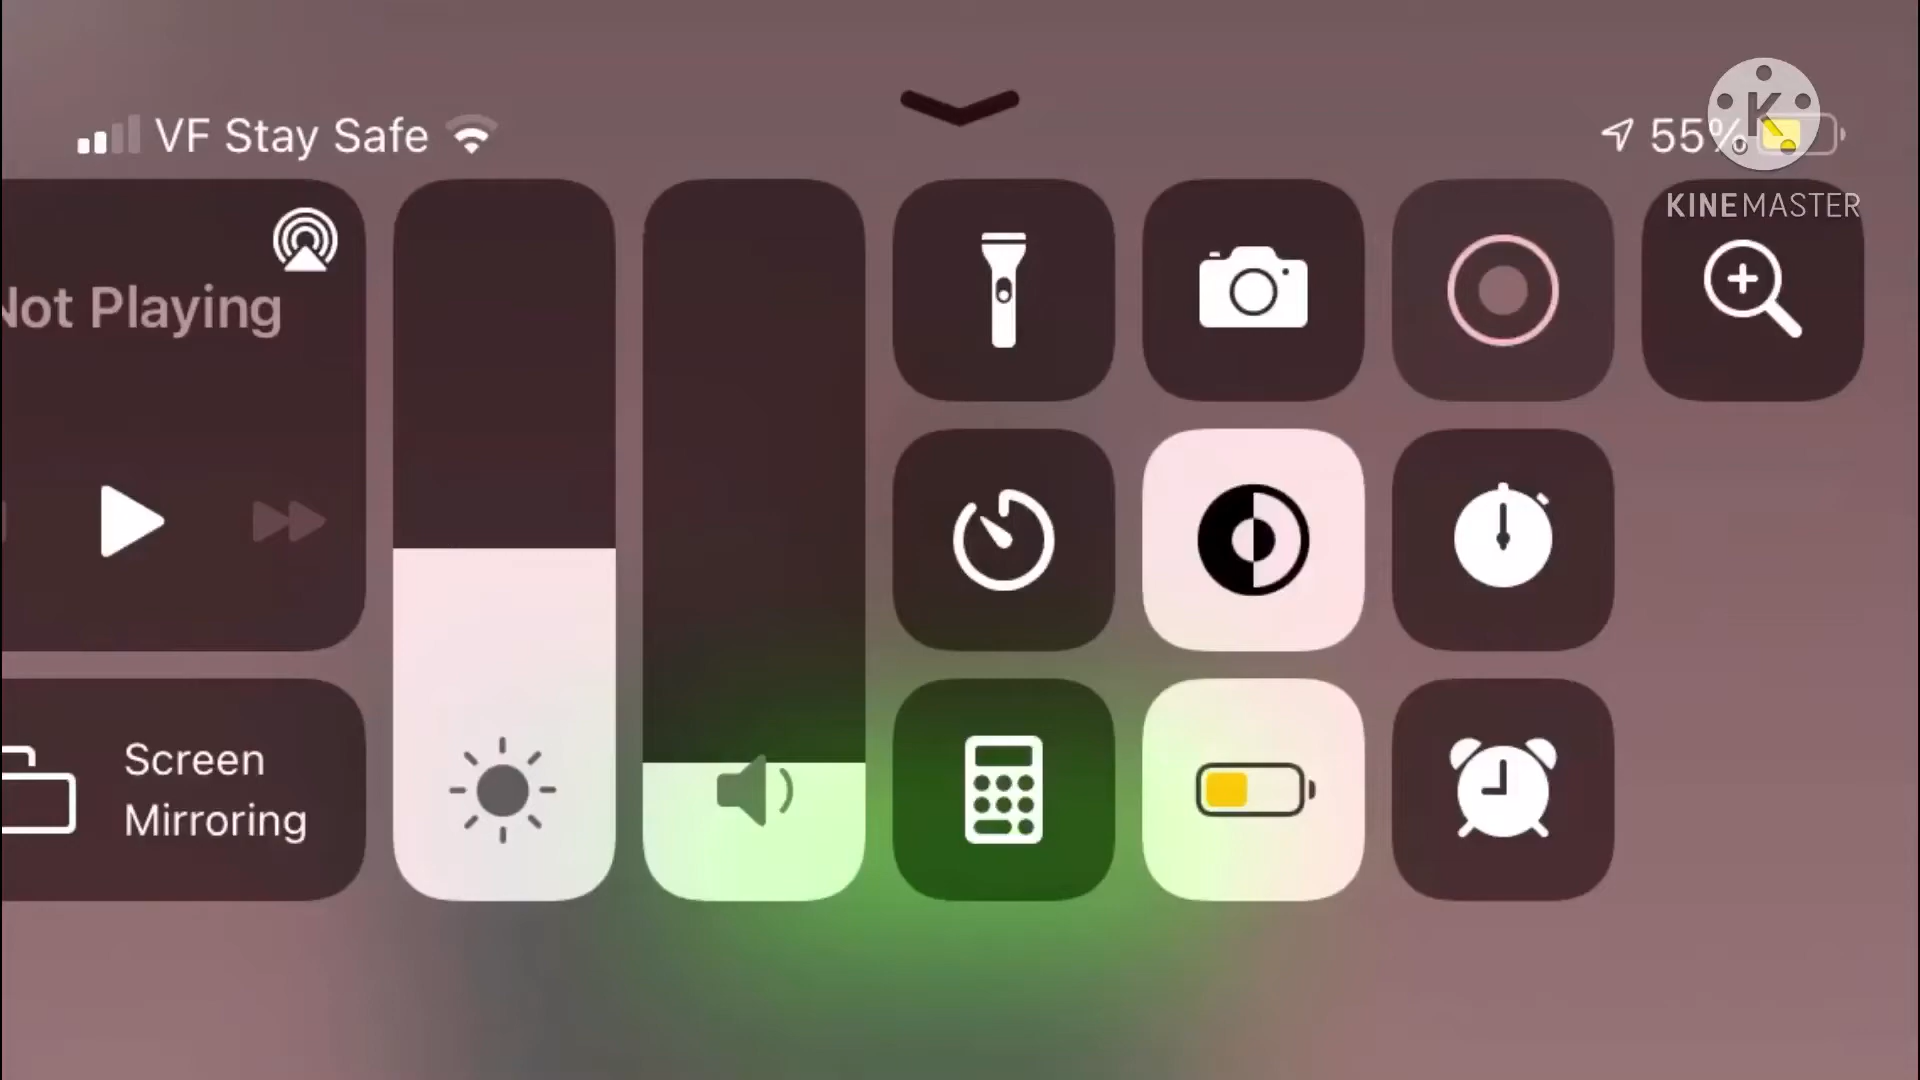 VF Stay Safe
55%
KINEMASTER
Not Playing
Screen
Mirroring